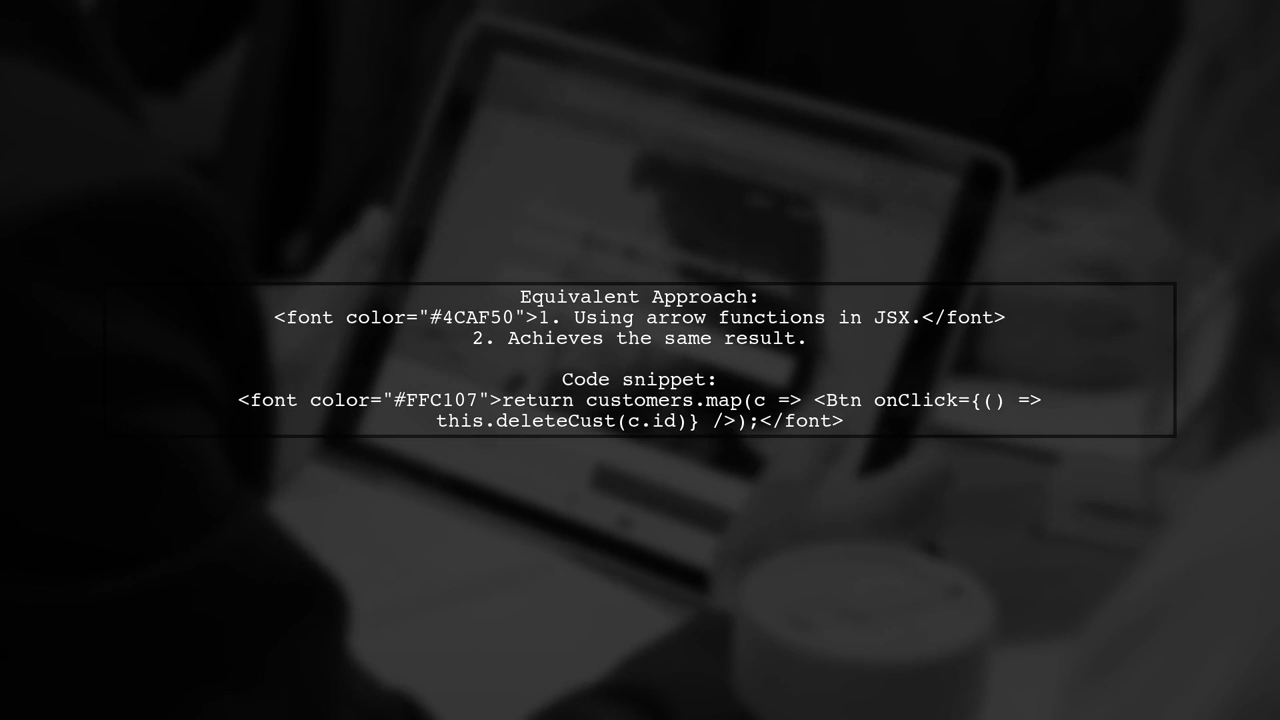 Equivalent Approach:
<font color="#4CAF50">1. Using arrow functions in JSX.</font>
2. Achieves the same result.
Code snippet:
<font color="#FFC107">return customers.map(c => <Btn onClick={() =>
this.deleteCust(c.id)} />);</font>